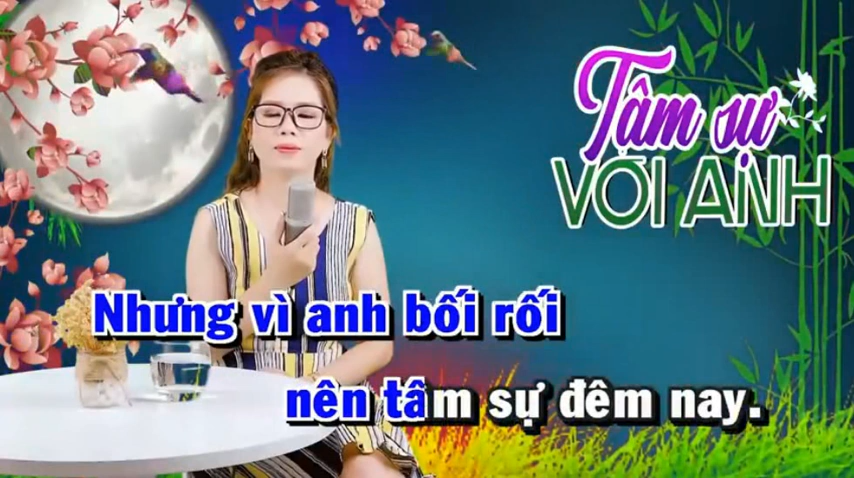 Tâm sự
VỚI ANH
Nhưng vì anh bối rối
nên tâm sự đêm nay.